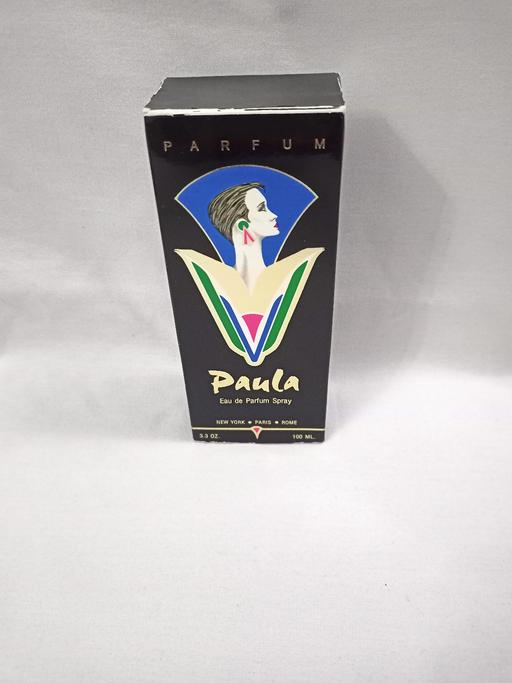 PARFUM
Paula
Eau de Parfum Spray
NEW YORK • PARIS • ROME
3.3 OZ. 100 ML.